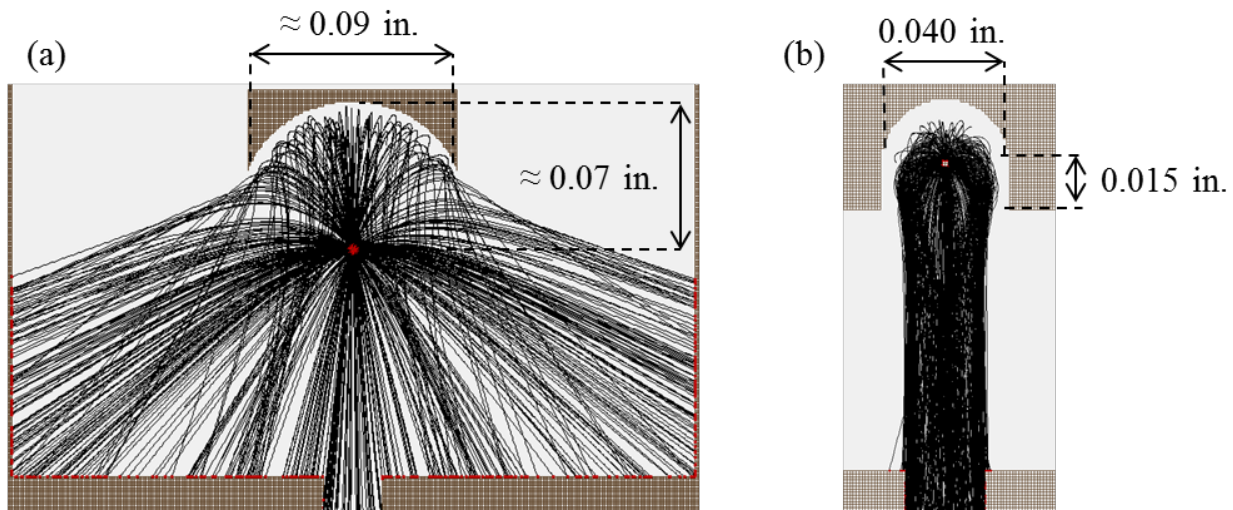 (a)
≈ 0.09 in.
≈ 0.07 in.
(b)
0.040 in.
0.015 in.